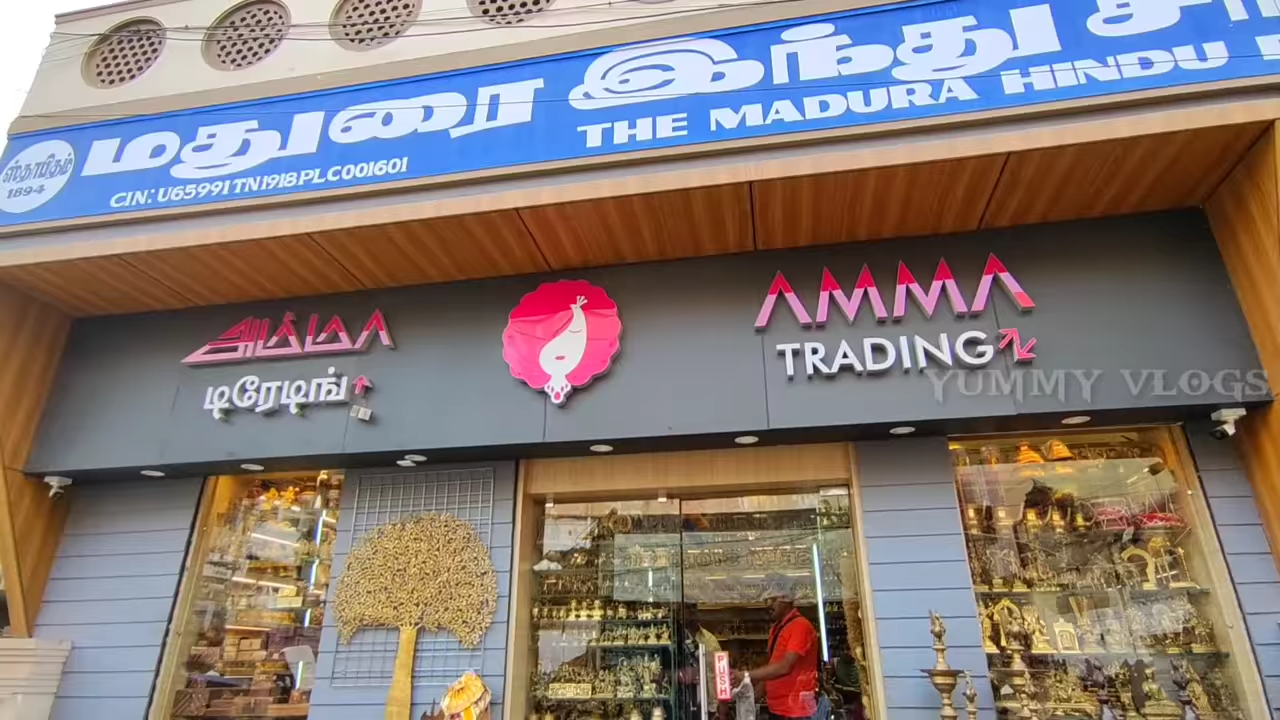 மதுரை இந்து
THE MADURA HINDU
ஸ்தாபிதம்
1894
CIN: U65991TN1918PLC001601
அம்மா
டிரேடிங்
AMMA
TRADING
YUMMY VLOGS
PUSH